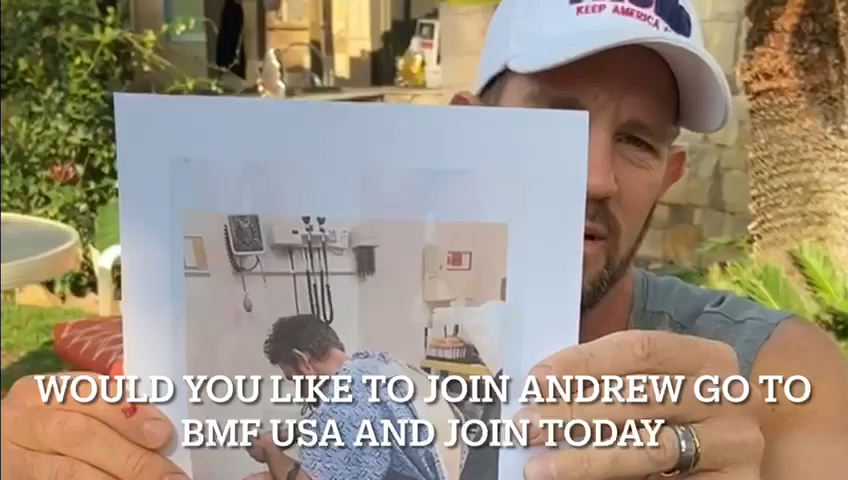 KEEP AMERICA
WOULD YOU LIKE TO JOIN ANDREW GO TO
BMF USA AND JOIN TODAY